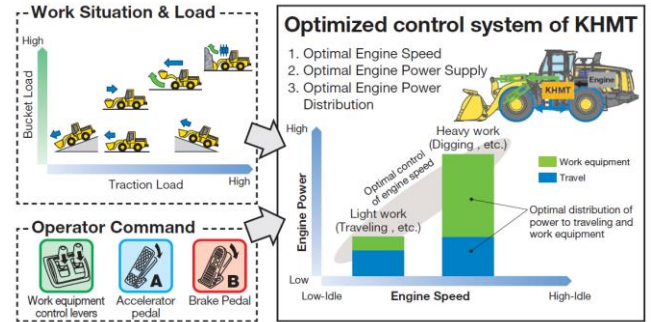 Work Situation & Load
High
Bucket Load
Traction Load
High
Operator Command
A
B
Work equipment
control levers
Accelerator
pedal
Brake Pedal
Optimized control system of KHMT
1. Optimal Engine Speed
2. Optimal Engine Power Supply
3. Optimal Engine Power
Distribution
Engine
KHMT
High
Engine Power
Low
Optimal control
of engine speed
Heavy work
(Digging , etc.)
Light work
(Traveling , etc.)
Work equipment
Travel
Optimal distribution of
power to traveling and
work equipment
Low-Idle
Engine Speed
High-Idle